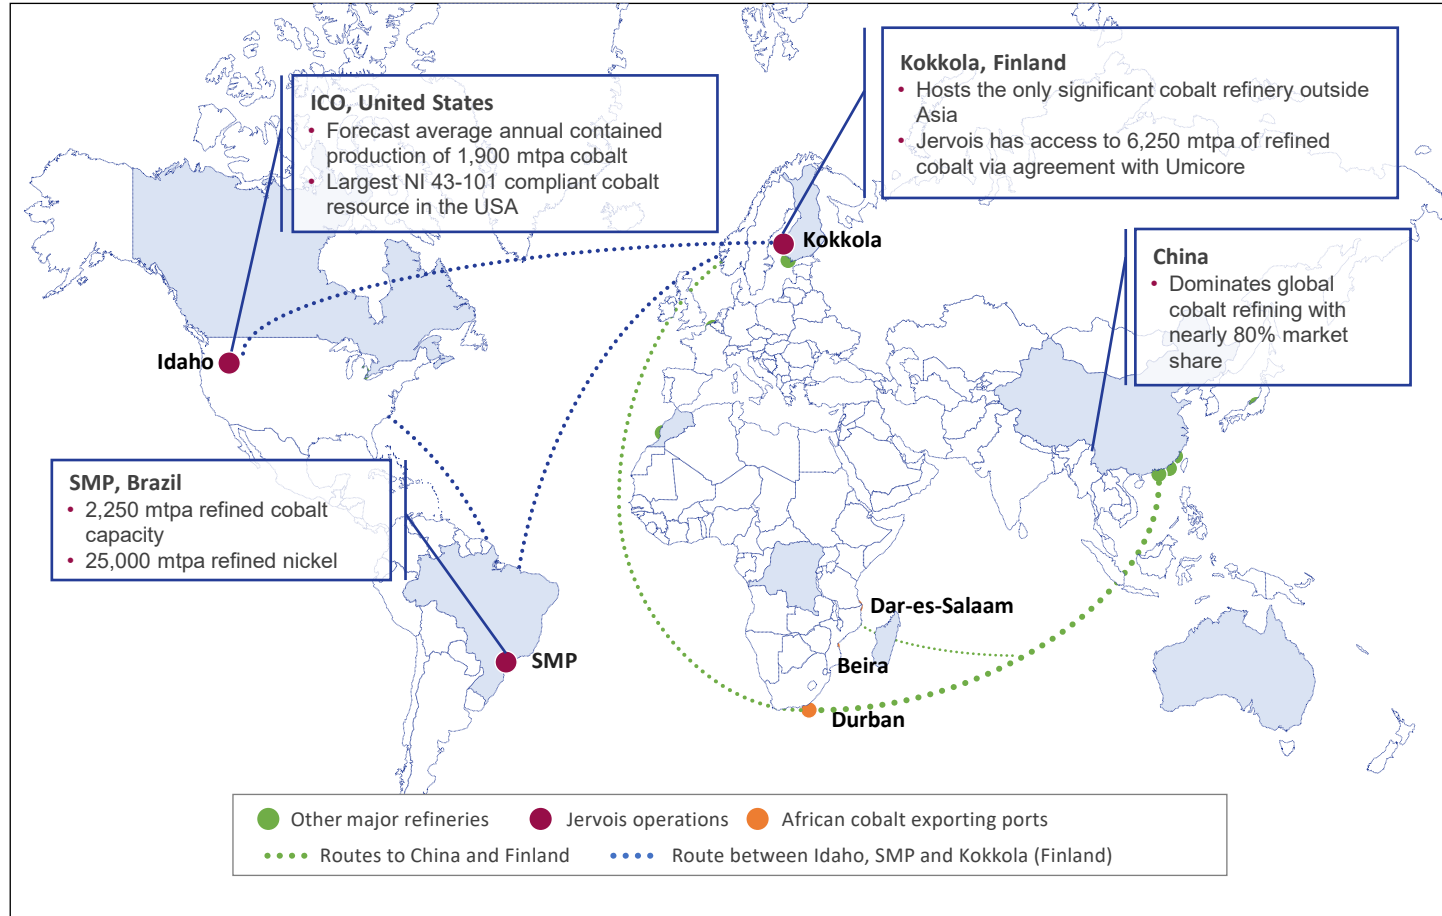 ICO, United States
• Forecast average annual contained
production of 1,900 mtpa cobalt
• Largest NI 43-101 compliant cobalt
resource in the USA
Kokkola, Finland
• Hosts the only significant cobalt refinery outside
Asia
• Jervois has access to 6,250 mtpa of refined
cobalt via agreement with Umicore
Kokkola
China
• Dominates global
cobalt refining with
nearly 80% market
share
Idaho
SMP, Brazil
• 2,250 mtpa refined cobalt
capacity
• 25,000 mtpa refined nickel
Dar-es-Salaam
SMP
Beira
Durban
Other major refineries
Jervois operations
African cobalt exporting ports
Routes to China and Finland
Route between Idaho, SMP and Kokkola (Finland)